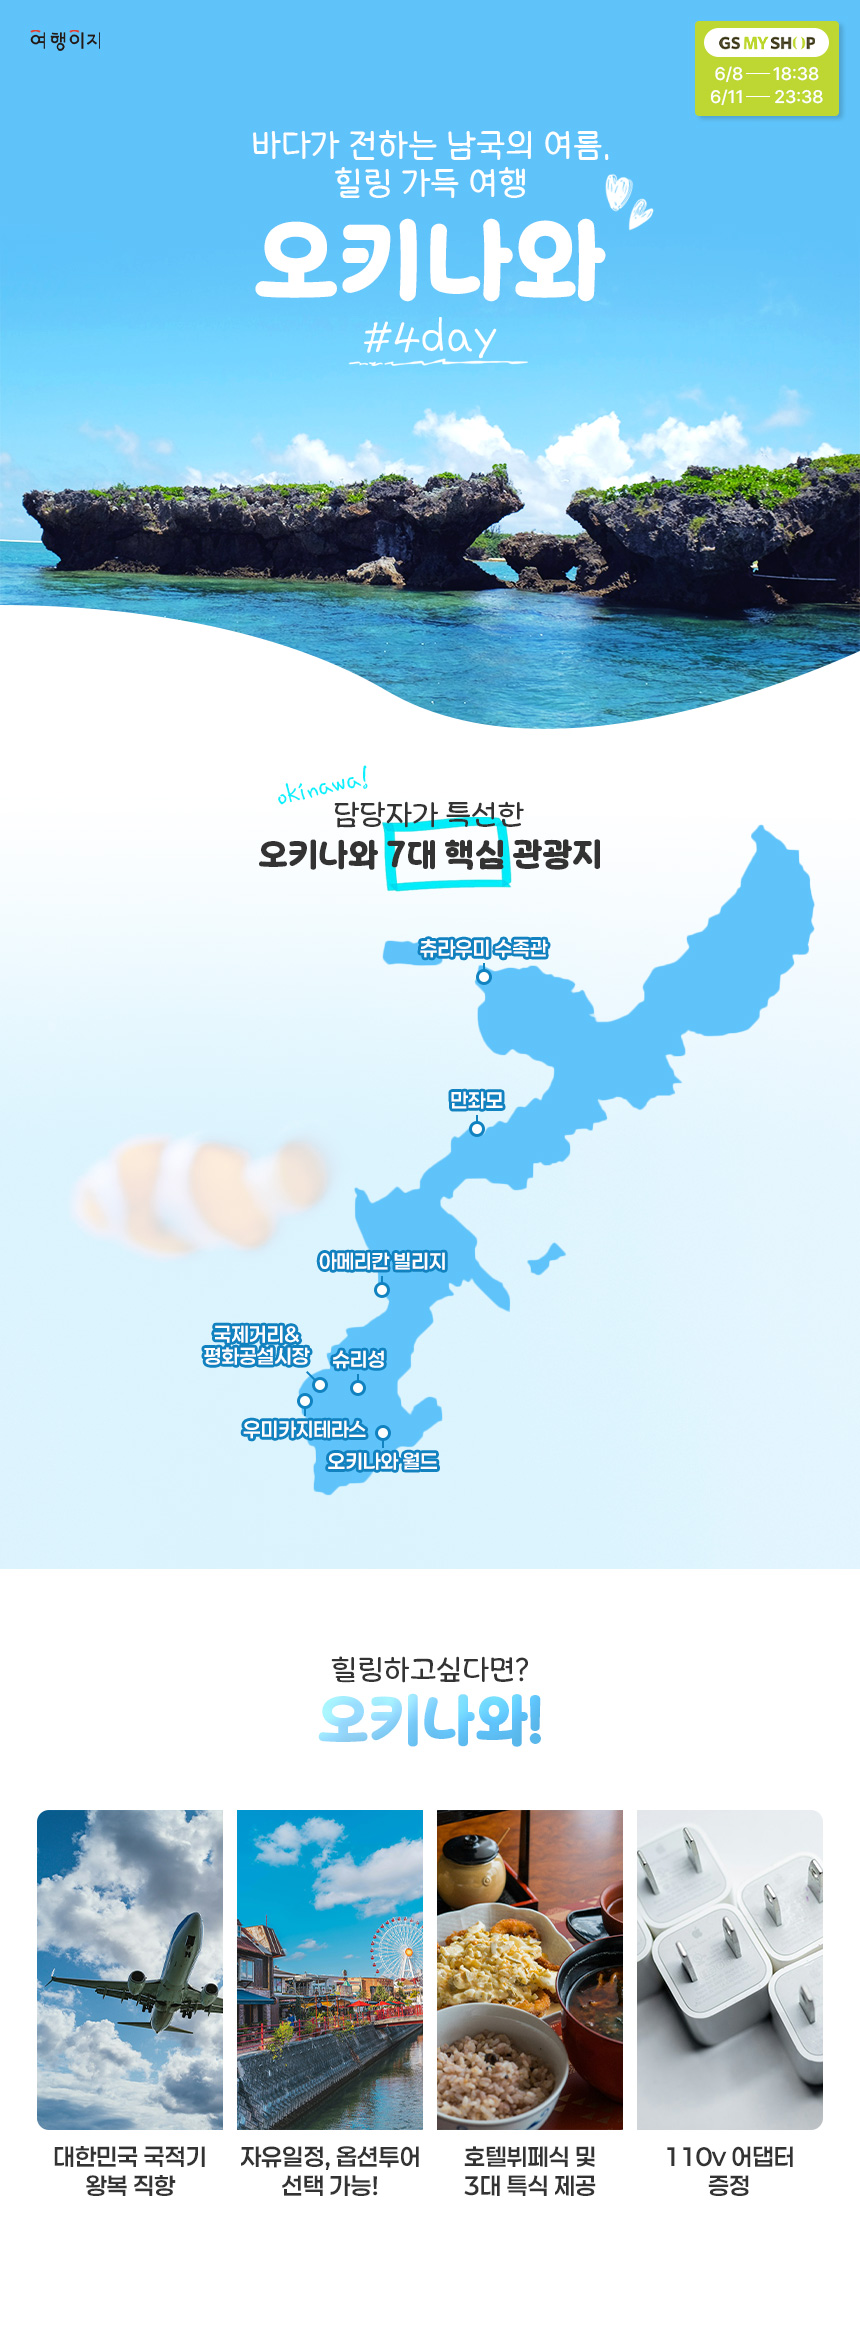 여행이지
GS MY SHOP
6/8 — 18:38
6/11 — 23:38
바다가 전하는 남국의 여름.
힐링 가득 여행
오키나와
#4day
okinawa!
담당자가 특선한
오키나와 7대 핵심 관광지
츄라우미 수족관
만좌모
아메리칸 빌리지
국제거리&
평화공설시장
슈리성
우미카지테라스
오키나와 월드
힐링하고싶다면?
오키나와!
대한민국 국적기
왕복 직항
자유일정, 옵션투어
선택 가능!
호텔뷔페식 및
3대 특식 제공
110v 어댑터
증정